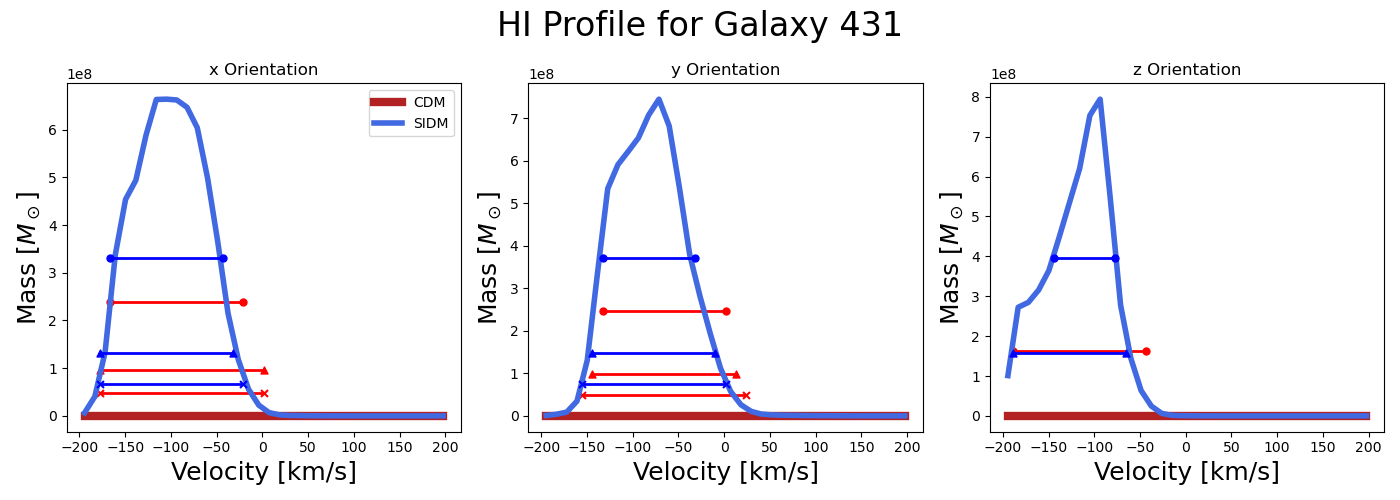 HI Profile for Galaxy 431
x Orientation
1e8
Mass [M⊙]
6
5
4
3
2
1
0
−200 −150 −100 −50 0 50 100 150 200
Velocity [km/s]
CDM
SIDM
y Orientation
1e8
Mass [M⊙]
7
6
5
4
3
2
1
0
−200 −150 −100 −50 0 50 100 150 200
Velocity [km/s]
z Orientation
1e8
Mass [M⊙]
8
7
6
5
4
3
2
1
0
−200 −150 −100 −50 0 50 100 150 200
Velocity [km/s]